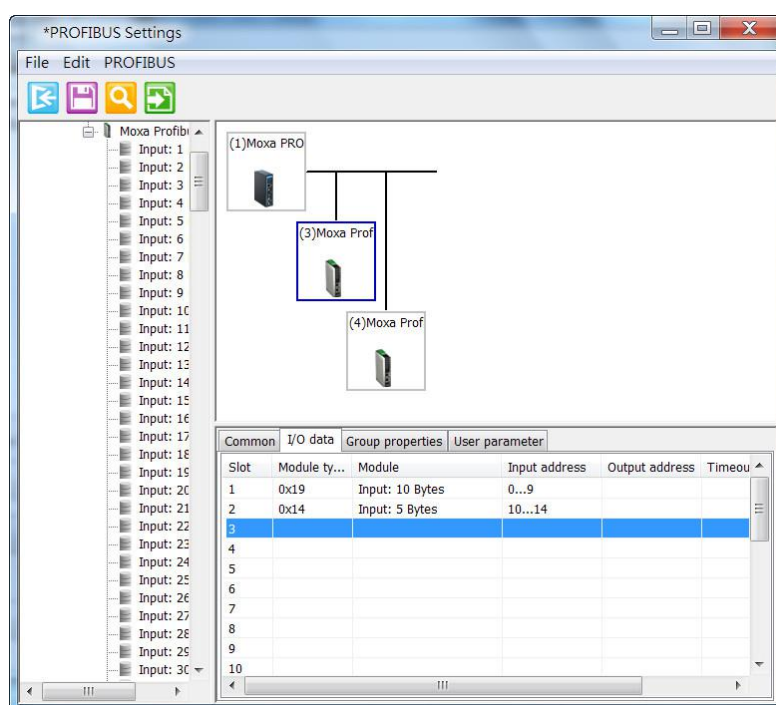 *PROFIBUS Settings
File Edit PROFIBUS
Moxa Profib
Input: 1
Input: 2
Input: 3
Input: 4
Input: 5
Input: 6
Input: 7
Input: 8
Input: 9
Input: 10
Input: 11
Input: 12
Input: 13
Input: 14
Input: 15
Input: 16
Input: 17
Input: 18
Input: 19
Input: 20
Input: 21
Input: 22
Input: 23
Input: 24
Input: 25
Input: 26
Input: 27
Input: 28
Input: 29
Input: 30
(1)Moxa PRO
(3)Moxa Prof
(4)Moxa Prof
Common I/O data Group properties User parameter
Slot Module ty... Module Input address Output address Timeou
1 0x19 Input: 10 Bytes 0...9
2 0x14 Input: 5 Bytes 10...14
3
4
5
6
7
8
9
10